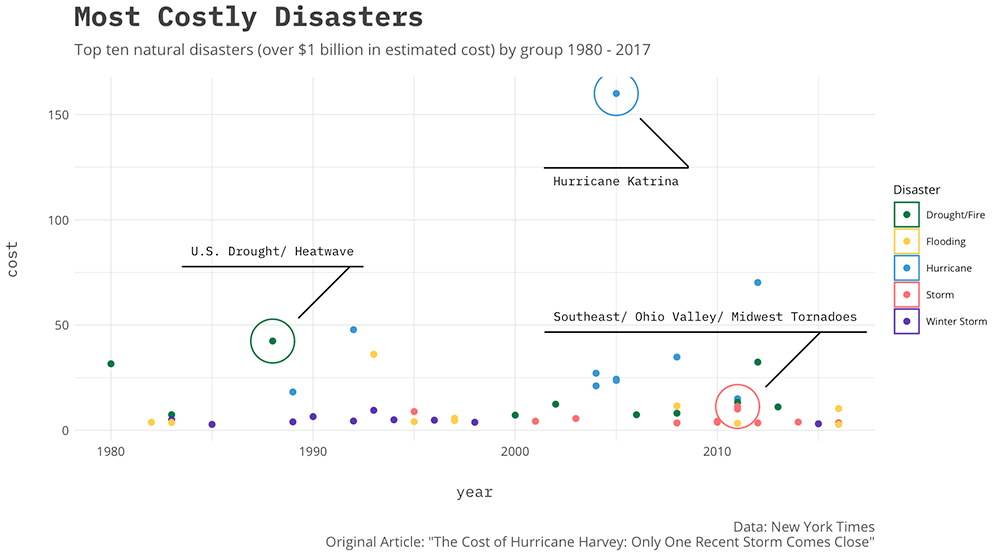 Most Costly Disasters
Top ten natural disasters (over $1 billion in estimated cost) by group 1980 - 2017
150
100
50
0
cost
1980
1990
2000
2010
year
Hurricane Katrina
U.S. Drought/ Heatwave
Southeast/ Ohio Valley/ Midwest Tornadoes
Disaster
Drought/Fire
Flooding
Hurricane
Storm
Winter Storm
Data: New York Times
Original Article: "The Cost of Hurricane Harvey: Only One Recent Storm Comes Close"